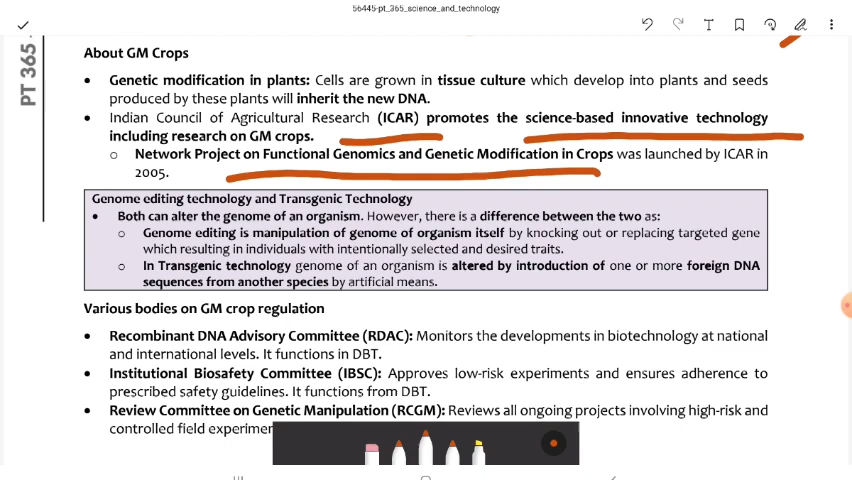 56445-pt_365_science_and_technology
PT 365
About GM Crops
• Genetic modification in plants: Cells are grown in tissue culture which develop into plants and seeds
produced by these plants will inherit the new DNA.
• Indian Council of Agricultural Research (ICAR) promotes the science-based innovative technology
including research on GM crops.
o Network Project on Functional Genomics and Genetic Modification in Crops was launched by ICAR in
2005.
Genome editing technology and Transgenic Technology
• Both can alter the genome of an organism. However, there is a difference between the two as:
o Genome editing is manipulation of genome of organism itself by knocking out or replacing targeted gene
which resulting in individuals with intentionally selected and desired traits.
o In Transgenic technology genome of an organism is altered by introduction of one or more foreign DNA
sequences from another species by artificial means.
Various bodies on GM crop regulation
• Recombinant DNA Advisory Committee (RDAC): Monitors the developments in biotechnology at national
and international levels. It functions in DBT.
• Institutional Biosafety Committee (IBSC): Approves low-risk experiments and ensures adherence to
prescribed safety guidelines. It functions from DBT.
• Review Committee on Genetic Manipulation (RCGM): Reviews all ongoing projects involving high-risk and
controlled field experimen